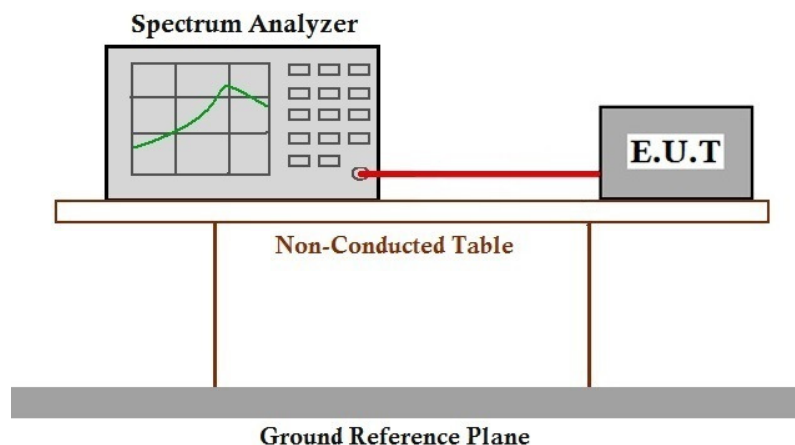 Spectrum Analyzer
E.U.T
Non-Conducted Table
Ground Reference Plane